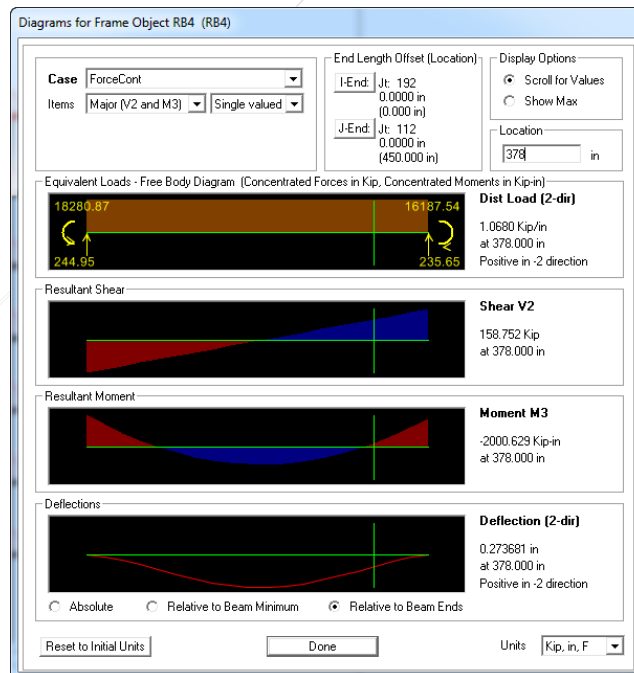 Diagrams for Frame Object RB4 (RB4)
Case ForceCont
Items Major (V2 and M3) Single valued
End Length Offset (Location)
I-End: Jt: 192
0.0000 in
(0.000 in)
J-End: Jt: 112
0.0000 in
(450.000 in)
Display Options
Scroll for Values
Show Max
Location
378 in
Equivalent Loads - Free Body Diagram (Concentrated Forces in Kip, Concentrated Moments in Kip-in)
18280.87 16187.54
244.95 235.65
Dist Load (2-dir)
1.0680 Kip/in
at 378.000 in
Positive in -2 direction
Resultant Shear
Shear V2
158.752 Kip
at 378.000 in
Resultant Moment
Moment M3
-2000.629 Kip-in
at 378.000 in
Deflections
Deflection (2-dir)
0.273681 in
at 378.000 in
Positive in -2 direction
Absolute Relative to Beam Minimum Relative to Beam Ends
Reset to Initial Units Done Units Kip, in, F